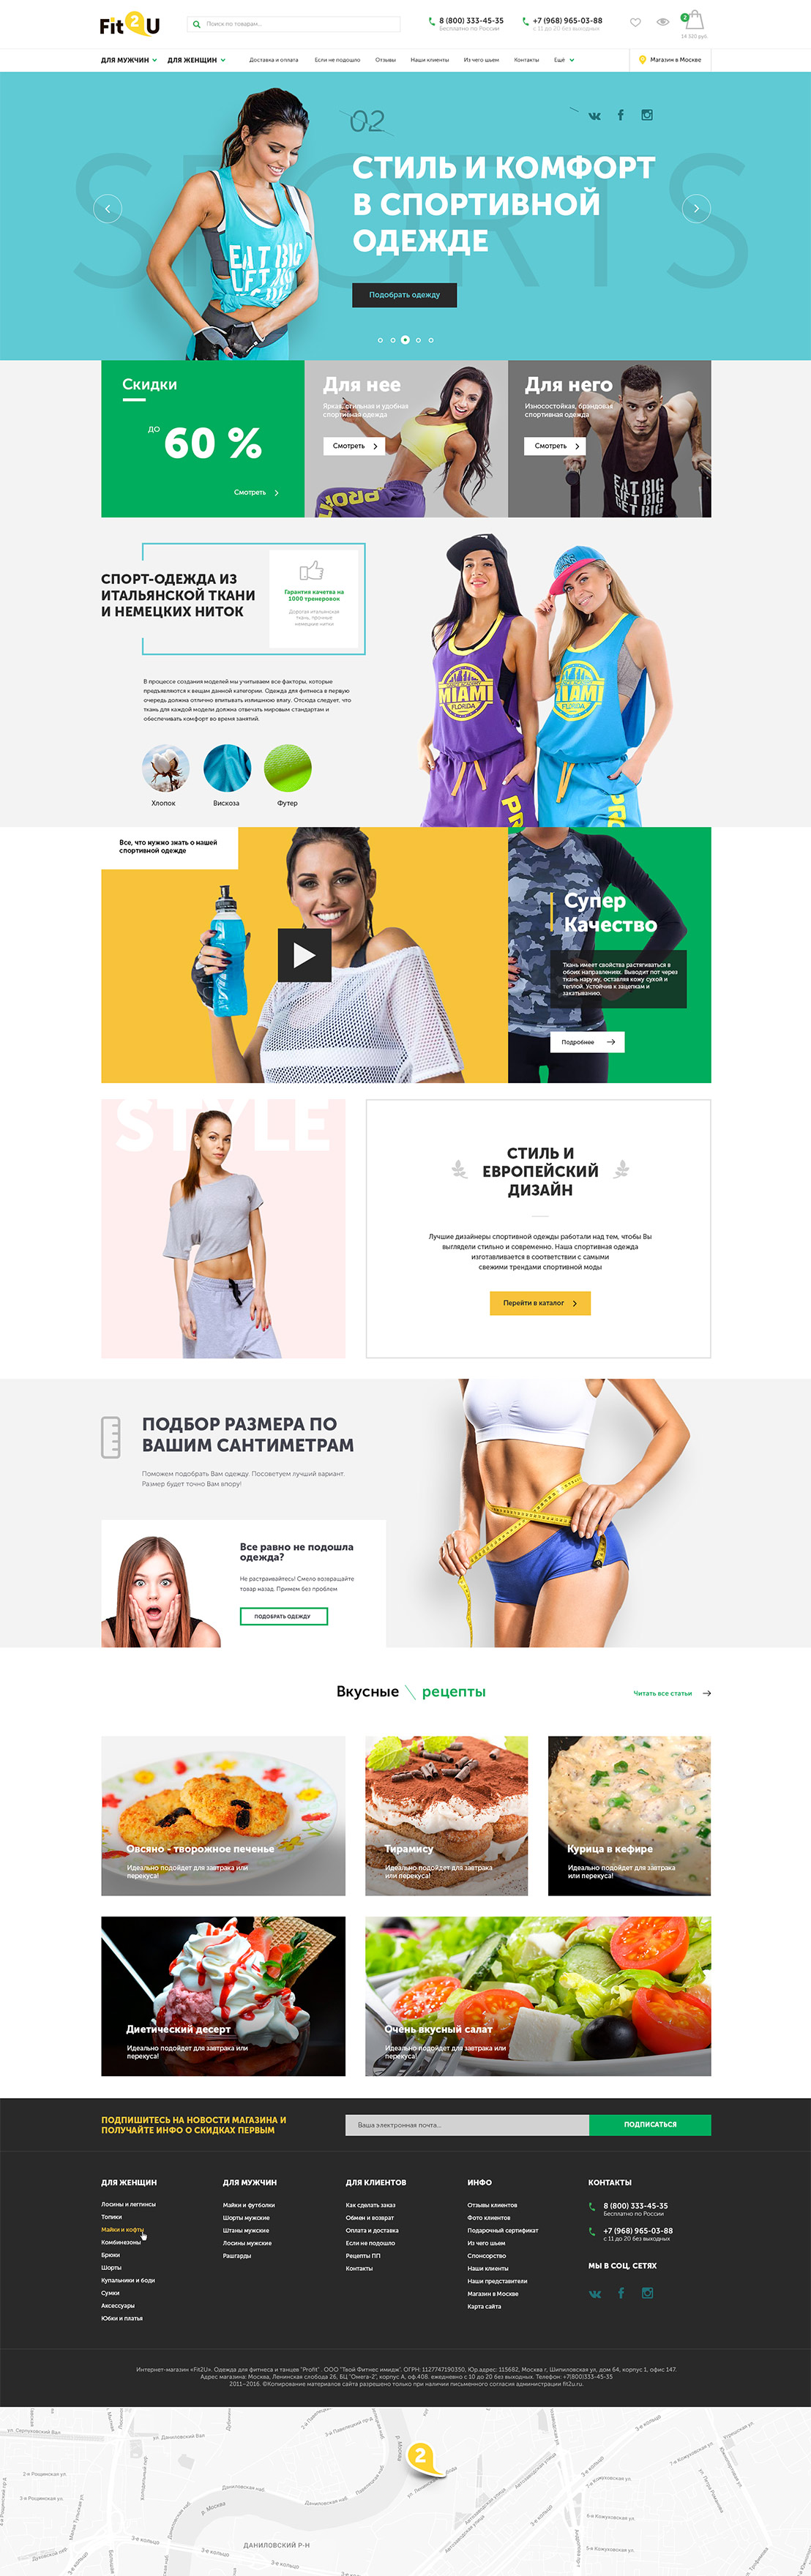 Fit2U
Поиск по товарам...
8 (800) 333-45-35
Бесплатно по России
+7 (968) 965-03-88
с 11 до 20 без выходных
2
14 320 руб
ДЛЯ МУЖЧИН
ДЛЯ ЖЕНЩИН
Доставка и оплата
Если не подошло
Отзывы
Наши клиенты
Из чего шьем
Контакты
Ещё
Магазин в Москве
SPORTS
02
СТИЛЬ И КОМФОРТ
В СПОРТИВНОЙ
ОДЕЖДЕ
EAT BIG
Подобрать одежду
Скидки
ДО 60 %
Смотреть
Для нее
Яркая, стильная и удобная
спортивная одежда
Смотреть
Для него
Износостойкая, брендовая
спортивная одежда
Смотреть
EAT BIG
LIFT BIG
GET BIG
СПОРТ-ОДЕЖДА ИЗ
ИТАЛЬЯНСКОЙ ТКАНИ
И НЕМЕЦКИХ НИТОК
Гарантия качетва на
1000 тренеровок
Дорогая итальянская
ткань, прочные
немецкие нитки
MIAMI
FLORIDA
MIAMI
FLORIDA
В процессе создания моделей мы учитываем все факторы, которые
предъявляются к вещам данной категории. Одежда для фитнеса в первую
очередь должна отлично впитывать излишнюю влагу. Отсюда следует, что
ткань для каждой модели должна отвечать мировым стандартам и
обеспечивать комфорт во время занятий.
Хлопок
Вискоза
Футер
Все, что нужно знать о нашей
спортивной одежде
Супер
Качество
Ткань имеет свойства растягиваться в
обоих направлениях. Выводит пот через
ткань наружу, оставляя кожу сухой и
теплой. Устойчив к зацепкам и
закатыванию.
Подробнее
STYLE
СТИЛЬ И
ЕВРОПЕЙСКИЙ
ДИЗАЙН
Лучшие дизайнеры спортивной одежды работали над тем, чтобы Вы
выглядели стильно и современно. Наша спортивная одежда
изготавливается в соответствии с самыми
свежими трендами спортивной моды
Перейти в каталог
ПОДБОР РАЗМЕРА ПО
ВАШИМ САНТИМЕТРАМ
Поможем подобрать Вам одежду. Посоветуем лучший вариант.
Размер будет точно Вам впору!
Все равно не подошла
одежда?
Не растраивайтесь! Смело возвращайте
товар назад. Примем без проблем
ПОДОБРАТЬ ОДЕЖДУ
Вкусные \ рецепты
Читать все статьи
Овсяно - творожное печенье
Идеально подойдет для завтрака или
перекуса!
Тирамису
Идеально подойдет для завтрака
или перекуса!
Курица в кефире
Идеально подойдет для завтрака
или перекуса!
Диетический десерт
Идеально подойдет для завтрака или
перекуса!
Очень вкусный салат
Идеально подойдет для завтрака или
перекуса!
ПОДПИШИТЕСЬ НА НОВОСТИ МАГАЗИНА И
ПОЛУЧАЙТЕ ИНФО О СКИДКАХ ПЕРВЫМ
Ваша электронная почта...
ПОДПИСАТЬСЯ
ДЛЯ ЖЕНЩИН
Лосины и леггинсы
Топики
Майки и кофты
Комбинезоны
Брюки
Шорты
Купальники и боди
Сумки
Аксессуары
Юбки и платья
ДЛЯ МУЖЧИН
Майки и футболки
Шорты мужские
Штаны мужские
Лосины мужские
Рашгарды
ДЛЯ КЛИЕНТОВ
Как сделать заказ
Обмен и возврат
Оплата и доставка
Если не подошло
Рецепты ПП
Контакты
ИНФО
Отзывы клиентов
Фото клиентов
Подарочный сертификат
Из чего шьем
Спонсорство
Наши клиенты
Наши представители
Магазин в Москве
Карта сайта
КОНТАКТЫ
8 (800) 333-45-35
Бесплатно по России
+7 (968) 965-03-88
с 11 до 20 без выходных
МЫ В СОЦ. СЕТЯХ
Интернет-магазин «Fit2U». Одежда для фитнеса и танцев "Profit" . ООО "Твой Фитнес имидж". ОГРН: 1127747190350, Юр.адрес: 115682, Москва г, Шипиловская ул, дом 64, корпус 1, офис 147.
Адрес магазина: Москва, Ленинская слобода 26, БЦ "Омега-2", корпус А, оф.408. ежедневно с 10 до 20 без выходных. Телефон: +7(800)333-45-35
2011-2016. ©Копирование материалов сайта разрешено только при наличии письменного согласия администрации fit2u.ru.
2
ДАНИЛОВСКИЙ Р-Н
р. Москва
3-е кольцо